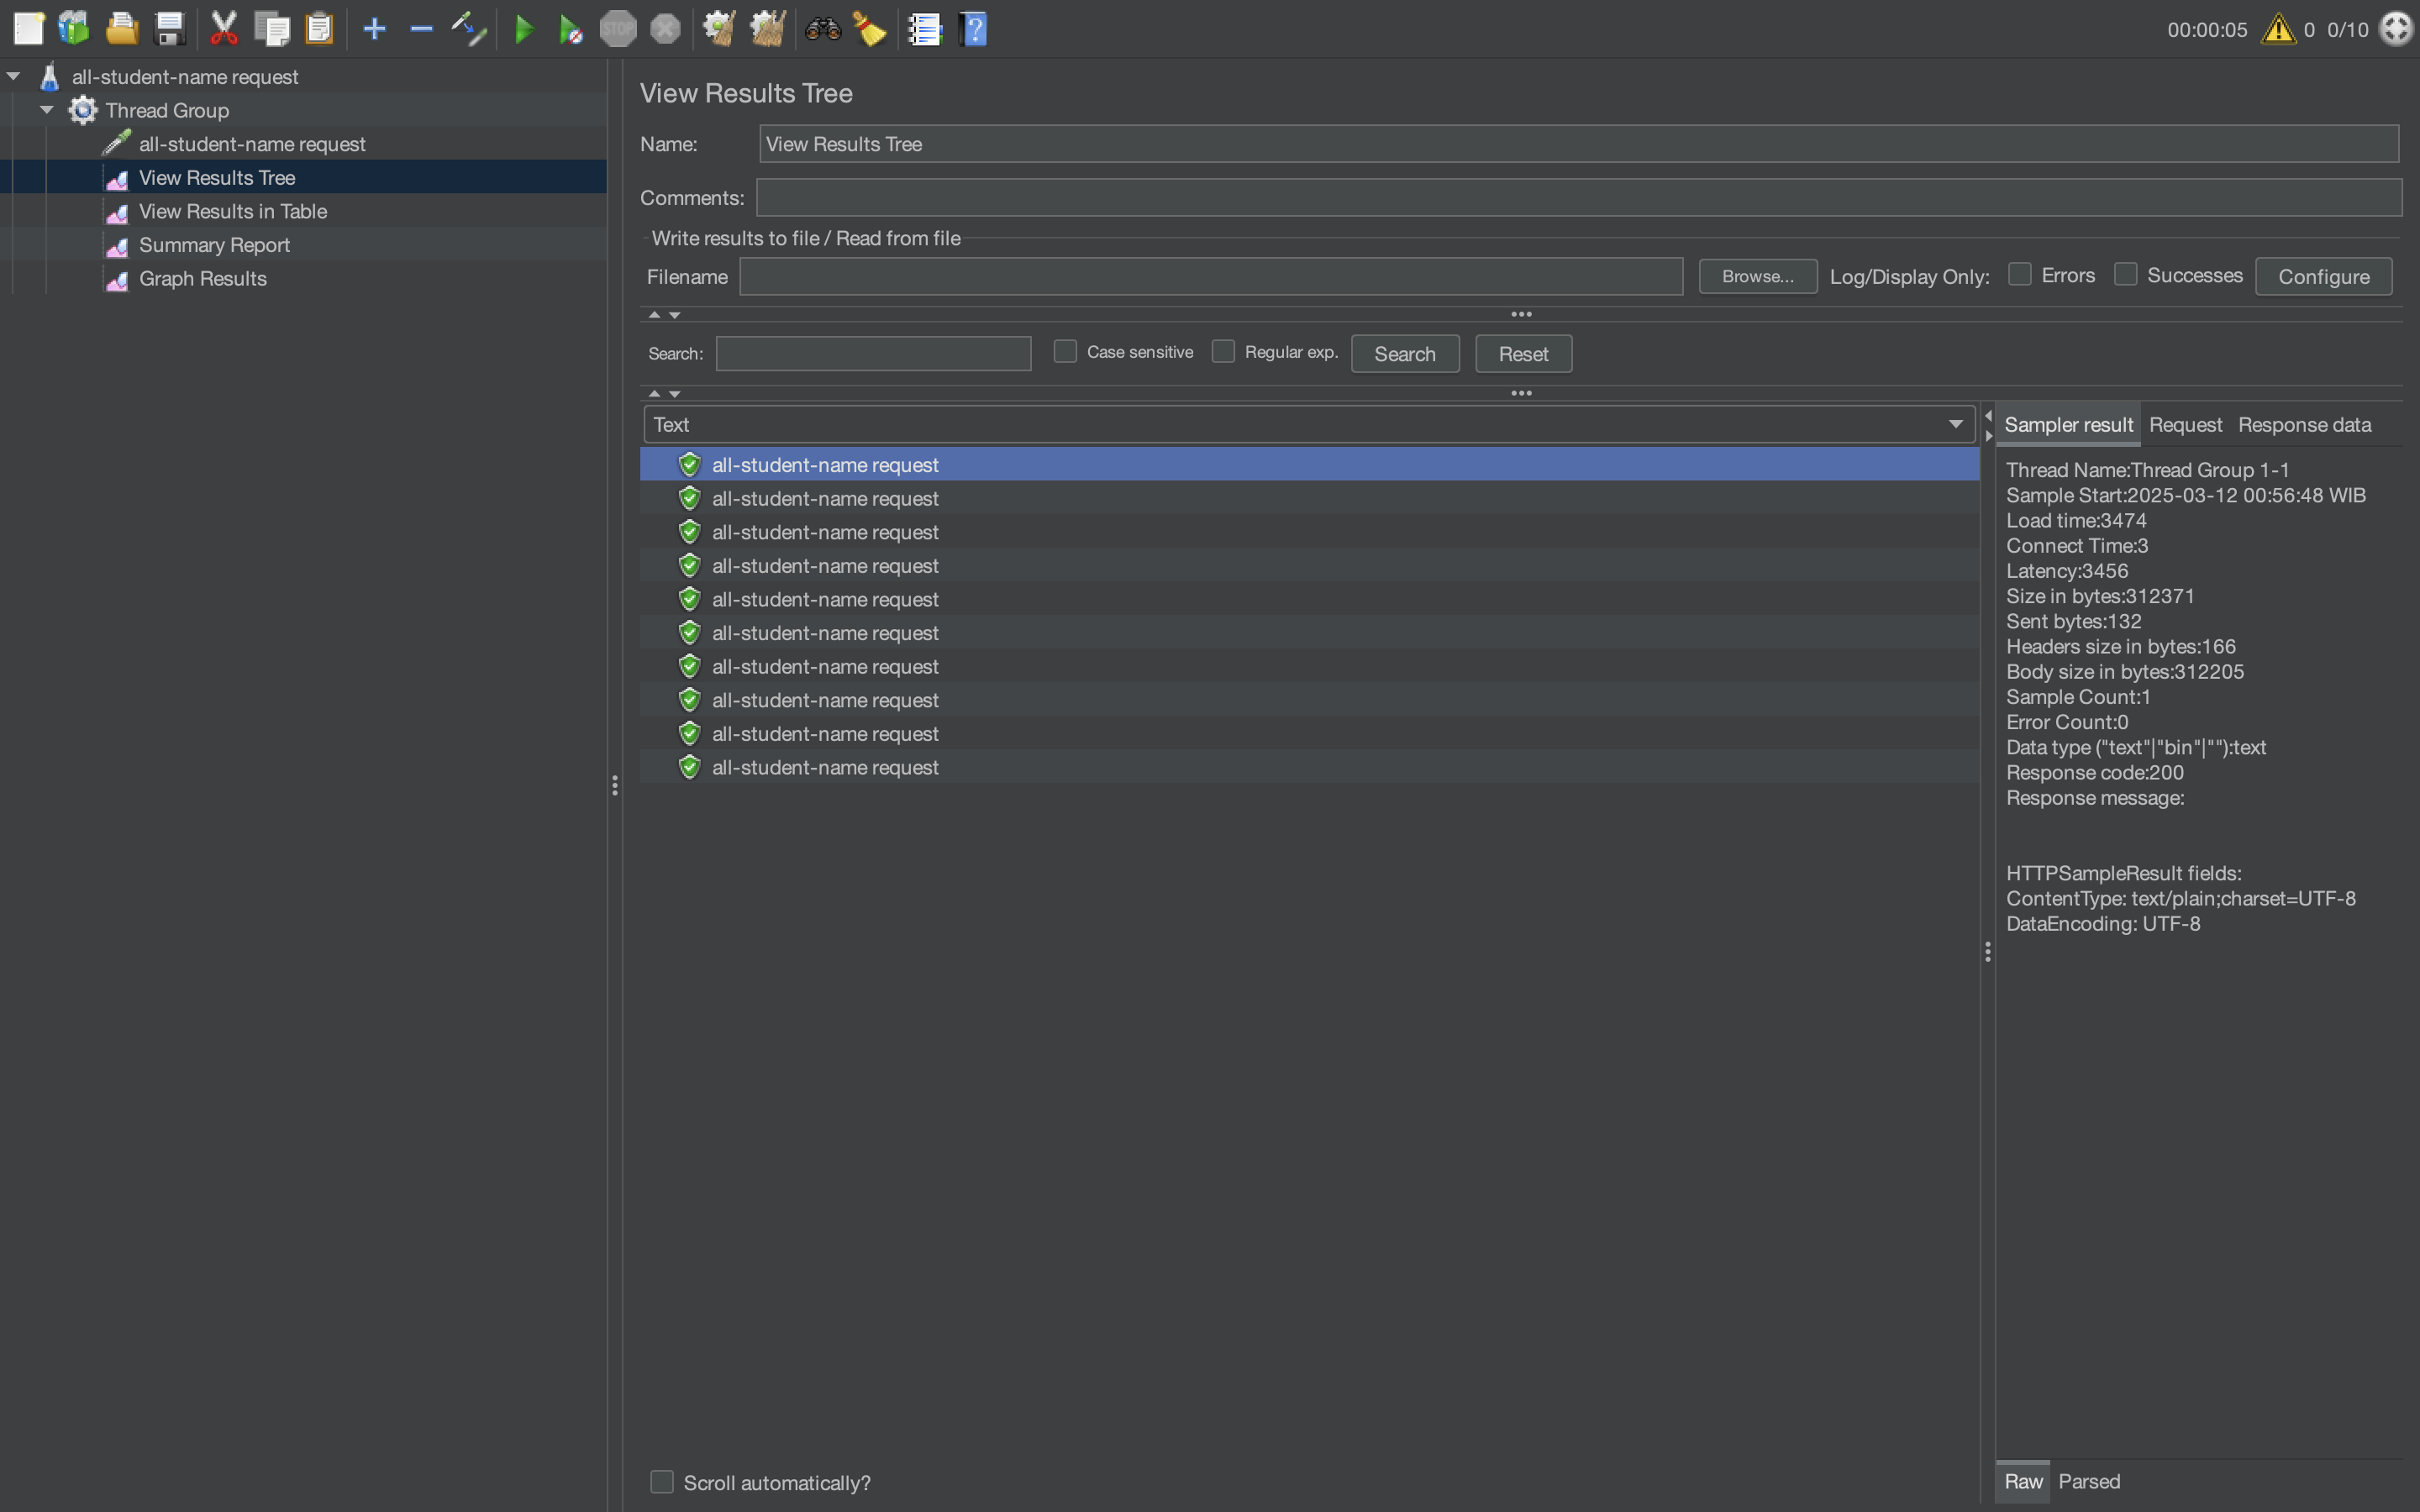 STOP
00:00:05 0 0/10
all-student-name request
Thread Group
all-student-name request
View Results Tree
View Results in Table
Summary Report
Graph Results
View Results Tree
Name: View Results Tree
Comments:
Write results to file / Read from file
Filename Browse... Log/Display Only: Errors Successes Configure
Search: Case sensitive Regular exp. Search Reset
Text
all-student-name request
all-student-name request
all-student-name request
all-student-name request
all-student-name request
all-student-name request
all-student-name request
all-student-name request
all-student-name request
all-student-name request
Scroll automatically?
Sampler result Request Response data
Thread Name:Thread Group 1-1
Sample Start:2025-03-12 00:56:48 WIB
Load time:3474
Connect Time:3
Latency:3456
Size in bytes:312371
Sent bytes:132
Headers size in bytes:166
Body size in bytes:312205
Sample Count:1
Error Count:0
Data type ("text"|"bin"|""):text
Response code:200
Response message:
HTTPSampleResult fields:
ContentType: text/plain;charset=UTF-8
DataEncoding: UTF-8
Raw Parsed